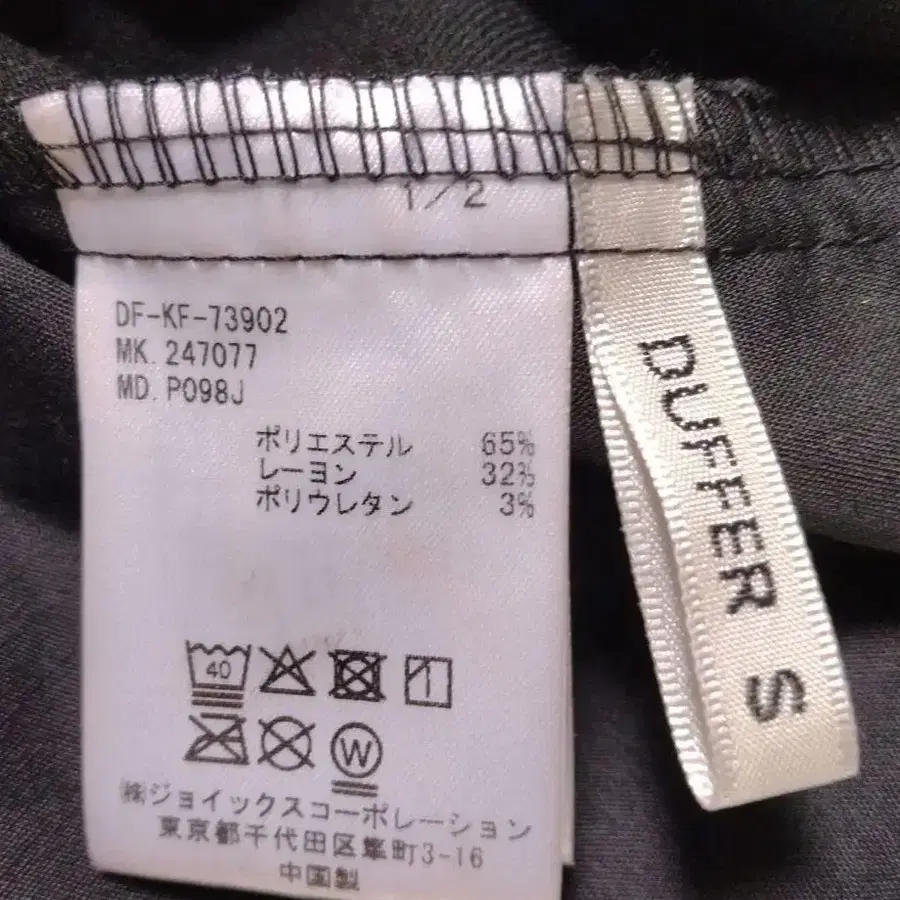 1/2
DF-KF-73902
MK. 247077
MD. P098J
ポリエステル 65%
レーヨン 32%
ポリウレタン 3%
40
W
㈱ジョイックスコーポレーション
東京都千代田区隼町3-16
中国製
DUFFER S